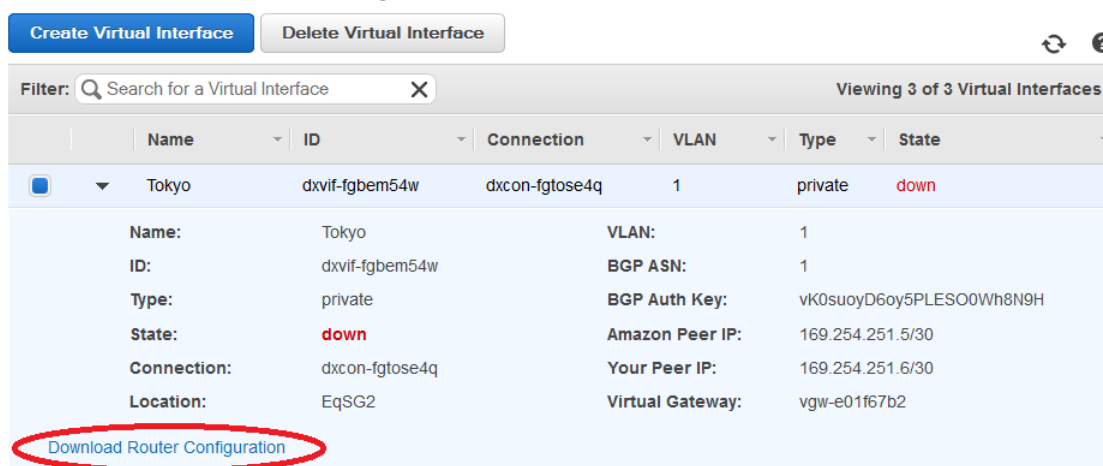 Create Virtual Interface Delete Virtual Interface
Filter: Search for a Virtual Interface Viewing 3 of 3 Virtual Interfaces
Name ID Connection VLAN Type State
Tokyo dxvif-fgbem54w dxcon-fgtose4q 1 private down
Name: Tokyo VLAN: 1
ID: dxvif-fgbem54w BGP ASN: 1
Type: private BGP Auth Key: vK0suoyD6oy5PLESO0Wh8N9H
State: down Amazon Peer IP: 169.254.251.5/30
Connection: dxcon-fgtose4q Your Peer IP: 169.254.251.6/30
Location: EqSG2 Virtual Gateway: vgw-e01f67b2
Download Router Configuration